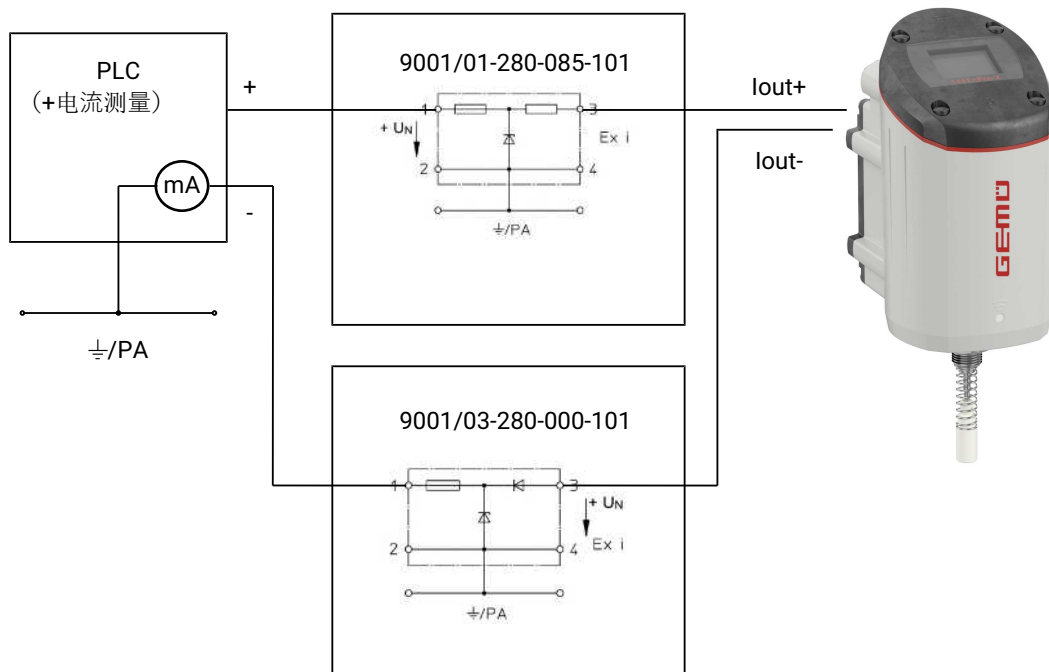 PLC
（+电流测量）
mA
+
-
⏚/PA
9001/01-280-085-101
1
3
+ UN
Ex i
2
4
⏚/PA
9001/03-280-000-101
1
3
+ UN
Ex i
2
4
⏚/PA
Iout+
Iout-
GEMÜ